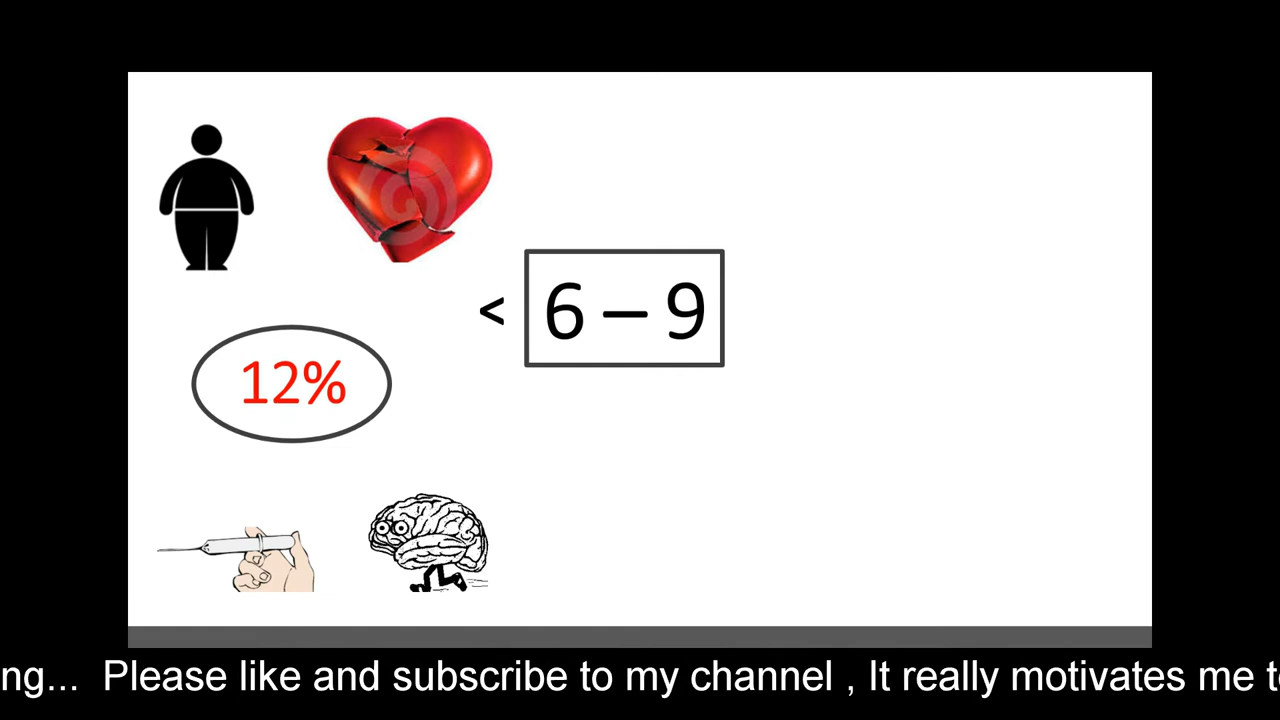 < 6 – 9
12%
ng... Please like and subscribe to my channel , It really motivates me t